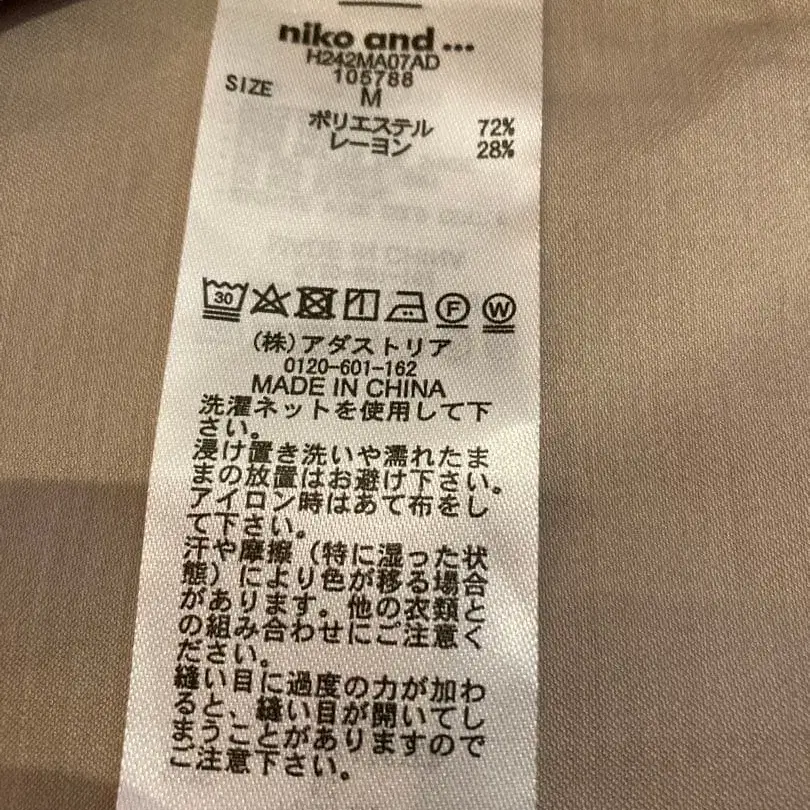 niko and ...
H242MA07AD
105788
SIZE M
ポリエステル 72%
レーヨン 28%
30 F W
(株)アダストリア
0120-601-162
MADE IN CHINA
洗濯ネットを使用して下
さい。
浸け置き洗いや濡れたま
まの放置はお避け下さい。
アイロン時はあて布をし
て下さい。
汗や摩擦(特に湿った状
態)により色が移る場合
があります。他の衣類と
の組み合わせにご注意く
ださい。
縫い目に過度の力が加わ
ると、縫い目が開いてし
まうことがありますので
ご注意下さい。